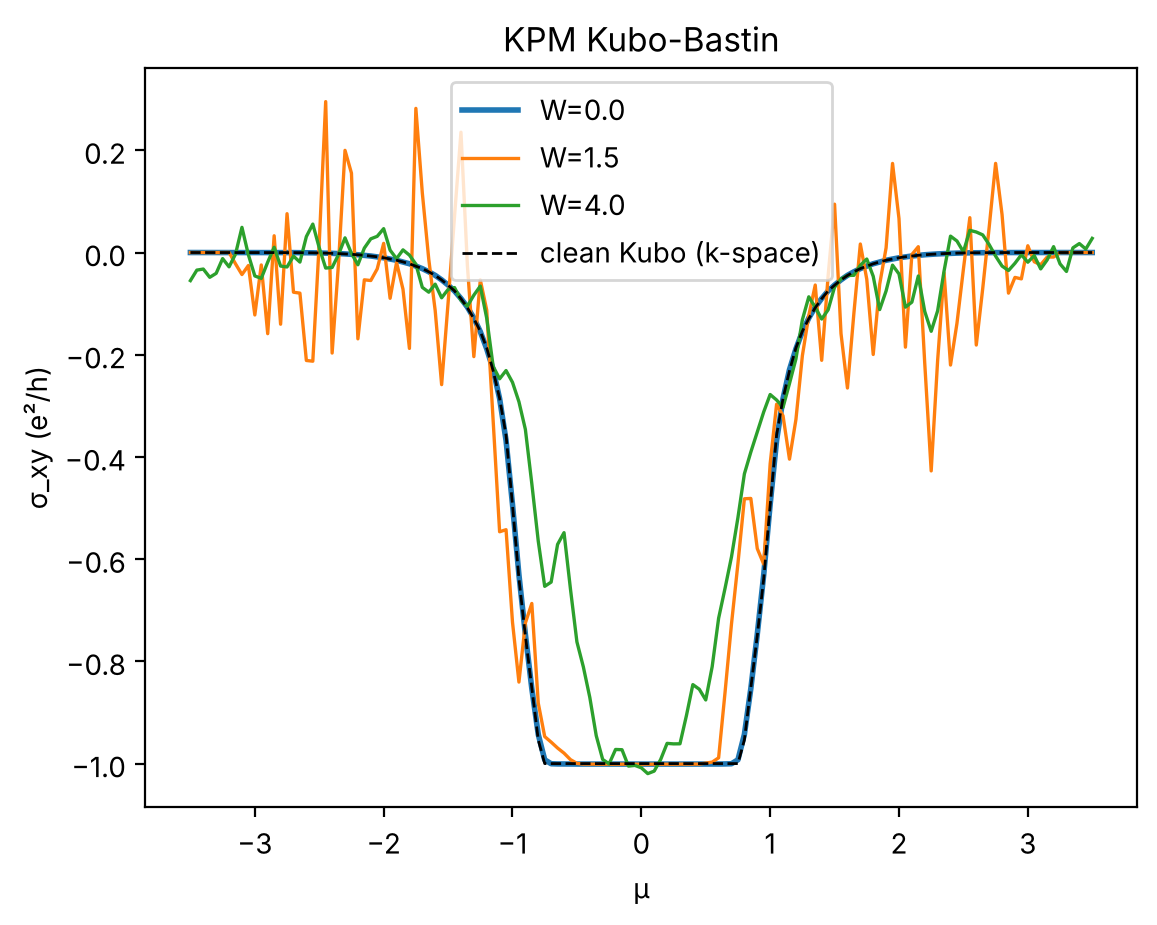 KPM Kubo-Bastin
W=0.0
W=1.5
W=4.0
clean Kubo (k-space)
σ_xy (e²/h)
0.2
0.0
−0.2
−0.4
−0.6
−0.8
−1.0
−3 −2 −1 0 1 2 3
μ